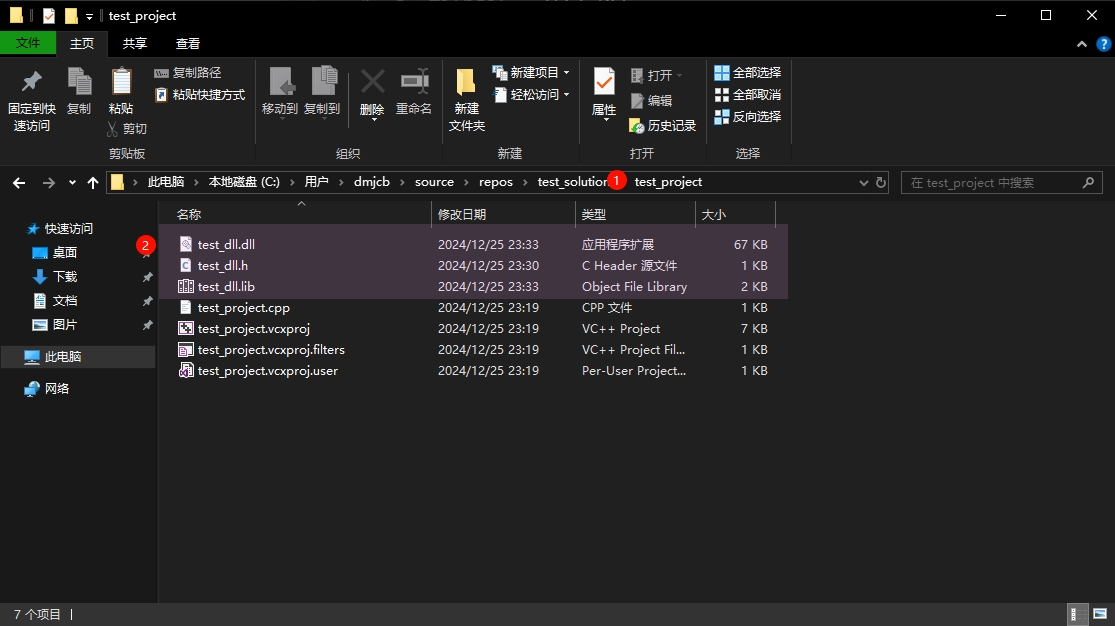 test_project
文件 主页 共享 查看
固定到快速访问
复制
粘贴
复制路径
粘贴快捷方式
剪切
剪贴板
移动到
复制到
删除
重命名
组织
新建文件夹
新建项目
轻松访问
新建
属性
打开
编辑
历史记录
打开
全部选择
全部取消
反向选择
选择
此电脑 › 本地磁盘 (C:) › 用户 › dmjcb › source › repos › test_solution 1 test_project
在 test_project 中搜索
快速访问
桌面
下载
文档
图片
此电脑
网络
2
名称 修改日期 类型 大小
test_dll.dll 2024/12/25 23:33 应用程序扩展 67 KB
test_dll.h 2024/12/25 23:30 C Header 源文件 1 KB
test_dll.lib 2024/12/25 23:33 Object File Library 2 KB
test_project.cpp 2024/12/25 23:19 CPP 文件 1 KB
test_project.vcxproj 2024/12/25 23:19 VC++ Project 7 KB
test_project.vcxproj.filters 2024/12/25 23:19 VC++ Project Fil... 1 KB
test_project.vcxproj.user 2024/12/25 23:19 Per-User Project... 1 KB
7 个项目